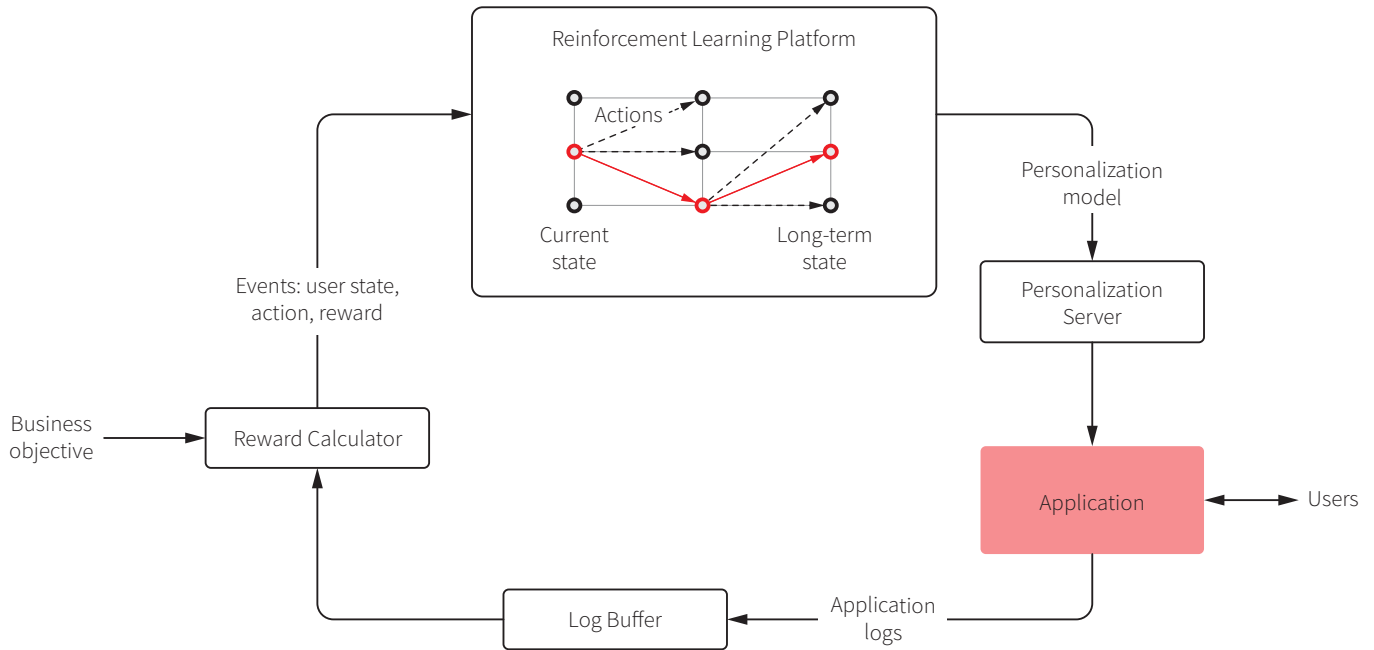 Reinforcement Learning Platform
Actions
Current
state
Long-term
state
Personalization
model
Personalization
Server
Events: user state,
action, reward
Business
objective
Reward Calculator
Application
Users
Log Buffer
Application
logs